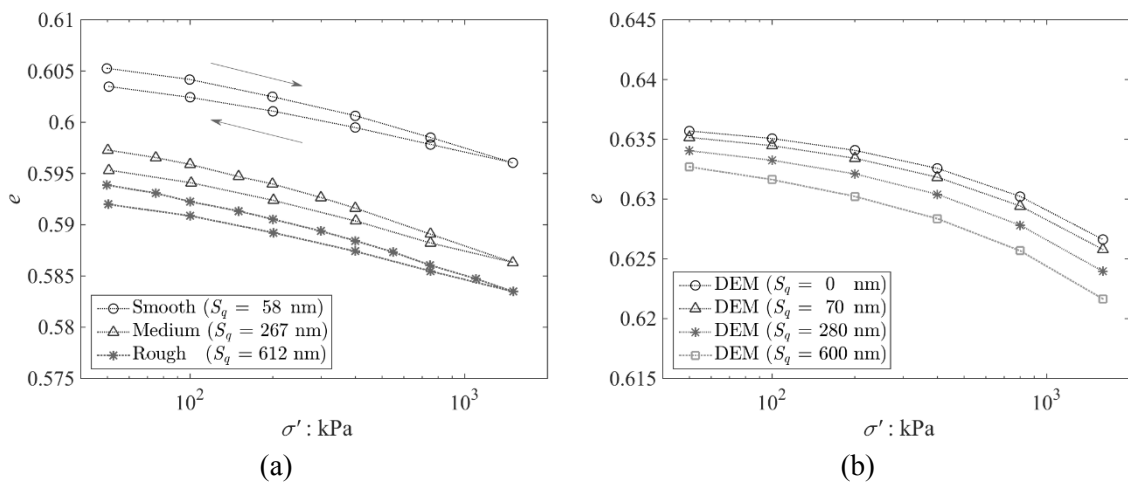 0.61
0.605
0.6
0.595
0.59
0.585
0.58
0.575
e
Smooth (S_q = 58 nm)
Medium (S_q = 267 nm)
Rough (S_q = 612 nm)
10^2
10^3
σ′ : kPa
(a)
0.645
0.64
0.635
0.63
0.625
0.62
0.615
e
DEM (S_q = 0 nm)
DEM (S_q = 70 nm)
DEM (S_q = 280 nm)
DEM (S_q = 600 nm)
10^2
10^3
σ′ : kPa
(b)